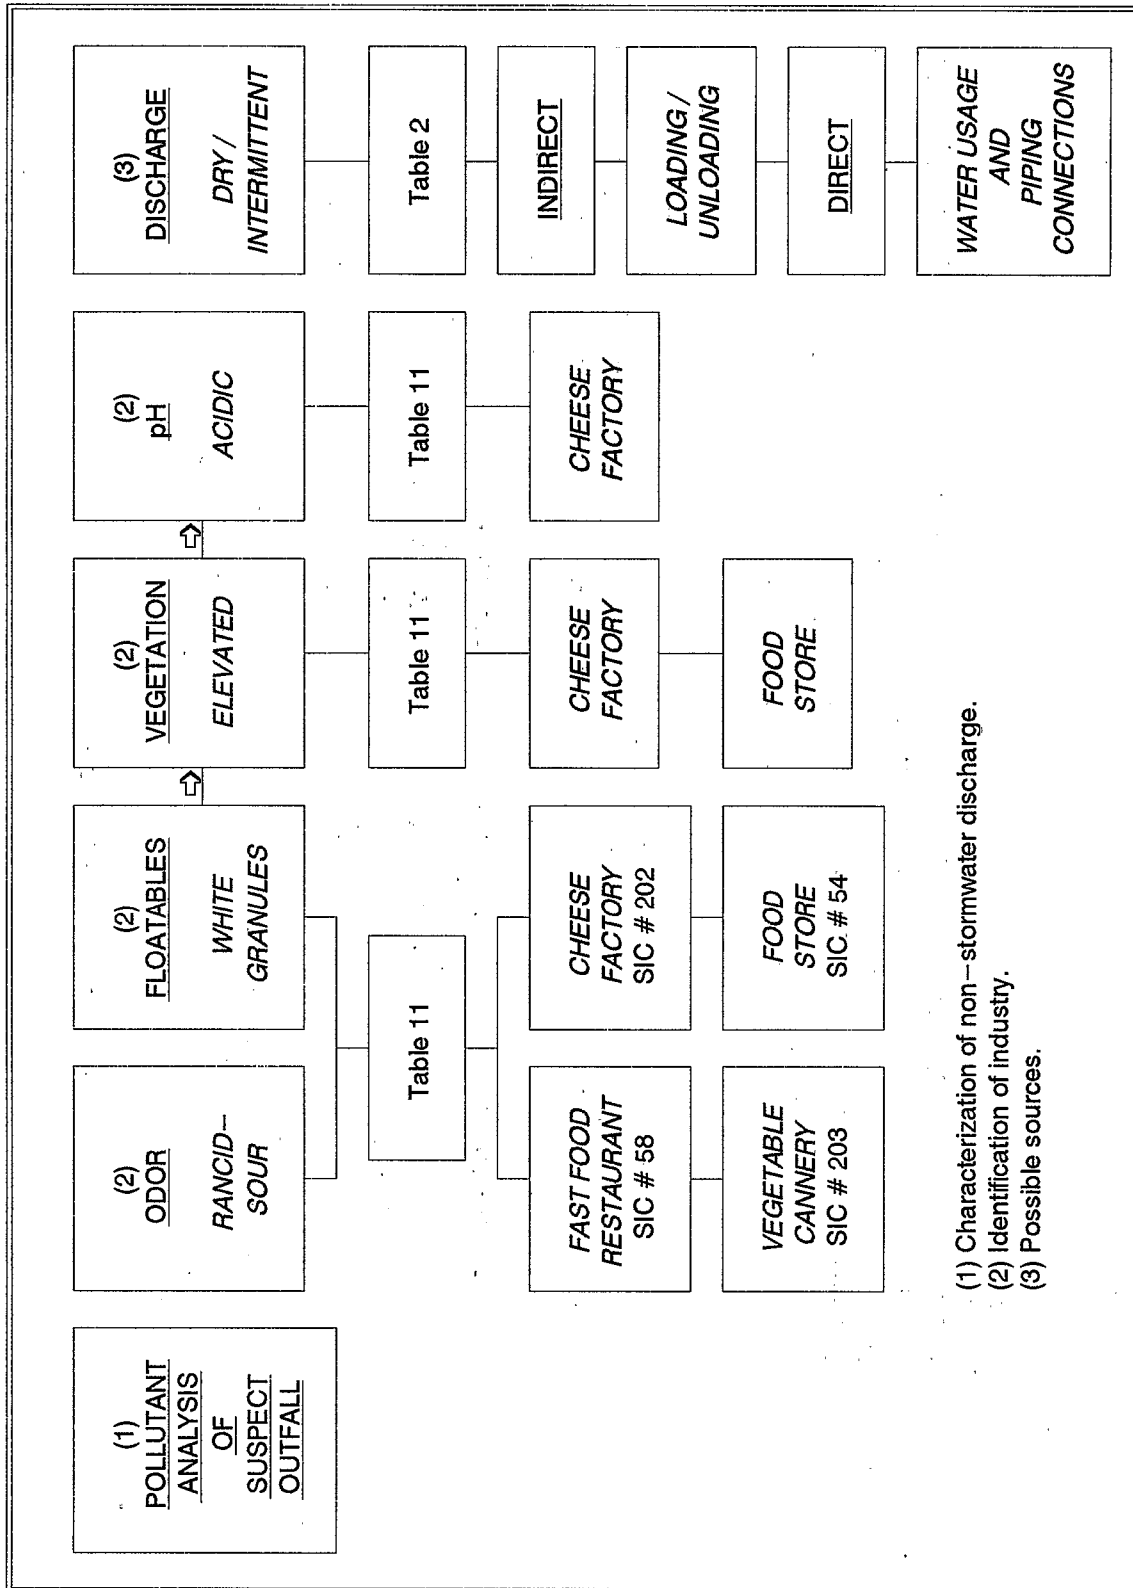 (1)
POLLUTANT
ANALYSIS
OF
SUSPECT
OUTFALL
(2)
ODOR
RANCID–
SOUR
(2)
FLOATABLES
WHITE
GRANULES
Table 11
FAST FOOD
RESTAURANT
SIC # 58
VEGETABLE
CANNERY
SIC # 203
CHEESE
FACTORY
SIC # 202
FOOD
STORE
SIC # 54
(2)
VEGETATION
ELEVATED
Table 11
CHEESE
FACTORY
FOOD
STORE
(2)
pH
ACIDIC
Table 11
CHEESE
FACTORY
(3)
DISCHARGE
DRY /
INTERMITTENT
Table 2
INDIRECT
LOADING /
UNLOADING
DIRECT
WATER USAGE
AND
PIPING
CONNECTIONS
(1) Characterization of non–stormwater discharge.
(2) Identification of industry.
(3) Possible sources.